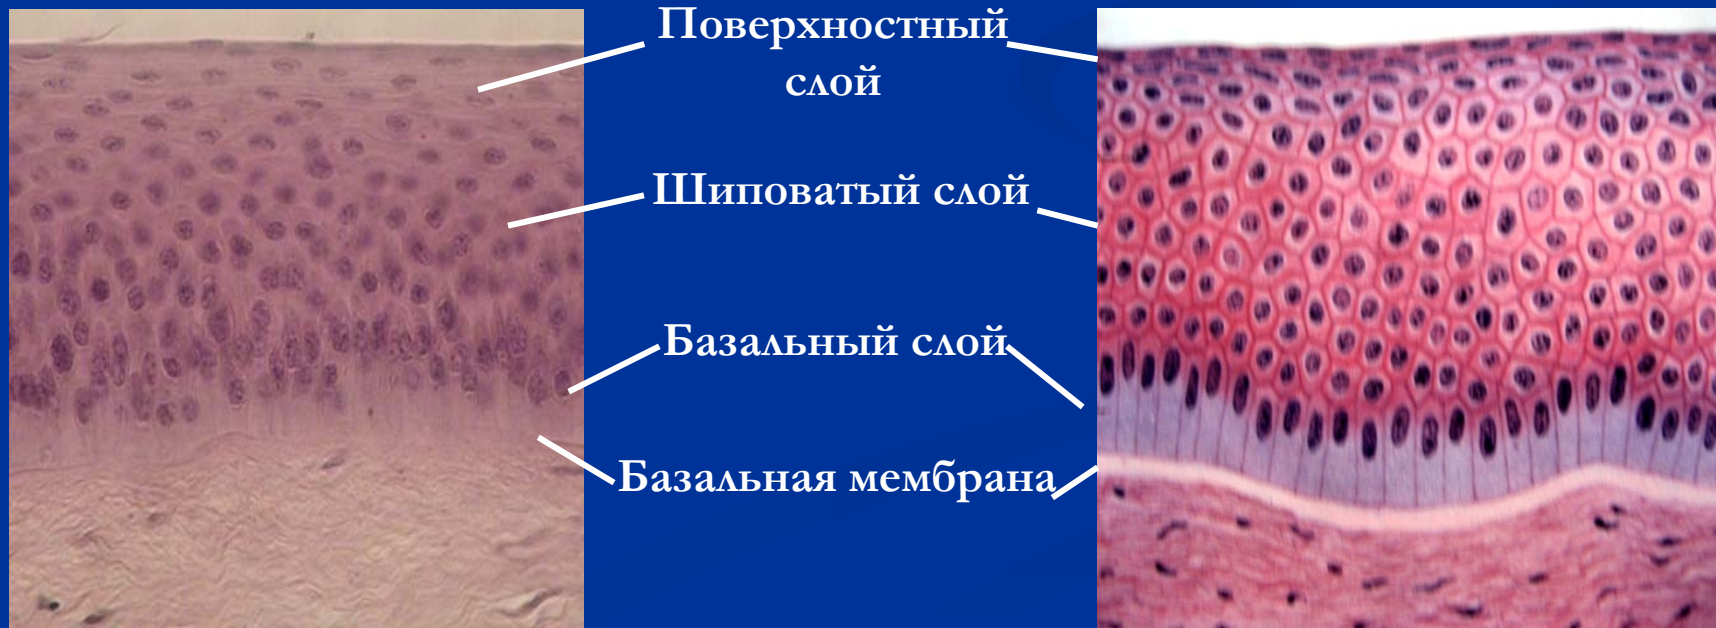 Поверхностный
слой
Шиповатый слой
Базальный слой
Базальная мембрана